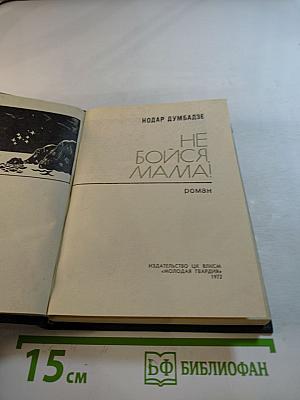 НОДАР ДУМБАДЗЕ
НЕ
БОЙСЯ,
МАМА!
роман
ИЗДАТЕЛЬСТВО ЦК ВЛКСМ
«МОЛОДАЯ ГВАРДИЯ»
1972
15 см
БФ БИБЛИОФАН